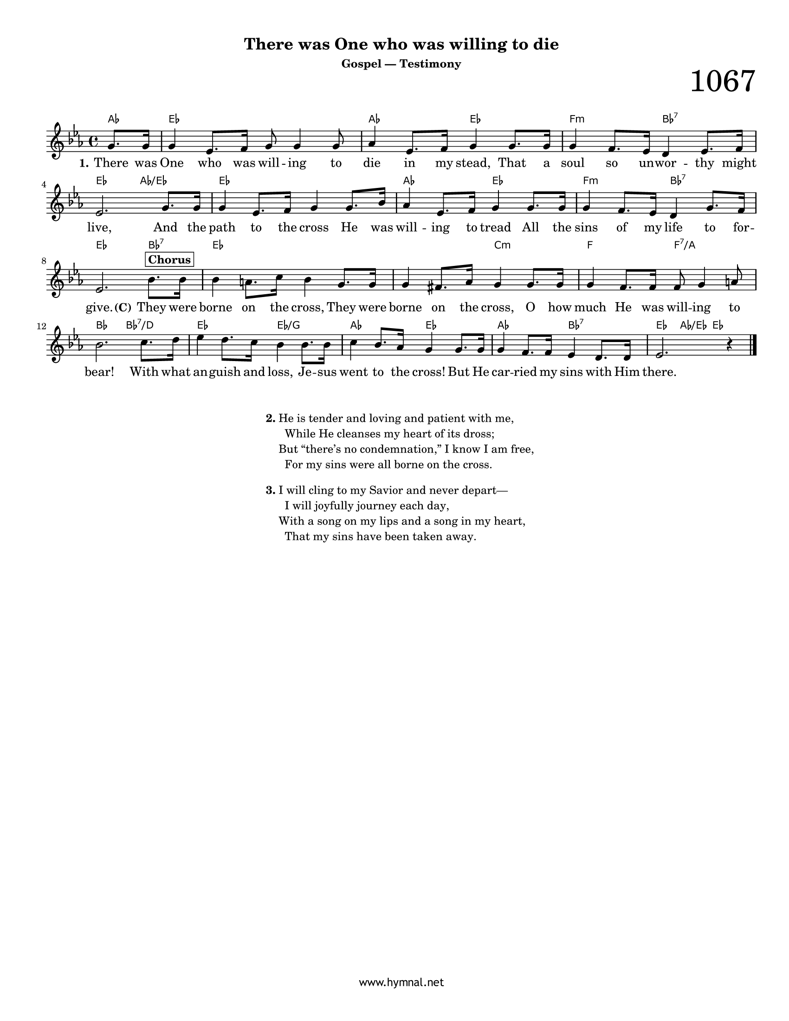 There was One who was willing to die
Gospel — Testimony
1067
A♭ E♭ A♭ E♭ Fm B♭7
1. There was One who was will - ing to die in my stead, That a soul so unwor - thy might
4
E♭ A♭/E♭ E♭ A♭ E♭ Fm B♭7
live, And the path to the cross He was will - ing to tread All the sins of my life to for-
8
E♭ B♭7 E♭ Cm F F7/A
Chorus
give. (C) They were borne on the cross, They were borne on the cross, O how much He was will-ing to
12
B♭ B♭7/D E♭ E♭/G A♭ E♭ A♭ B♭7 E♭ A♭/E♭ E♭
bear! With what anguish and loss, Je-sus went to the cross! But He car-ried my sins with Him there.
2. He is tender and loving and patient with me,
While He cleanses my heart of its dross;
But “there’s no condemnation,” I know I am free,
For my sins were all borne on the cross.
3. I will cling to my Savior and never depart—
I will joyfully journey each day,
With a song on my lips and a song in my heart,
That my sins have been taken away.
www.hymnal.net